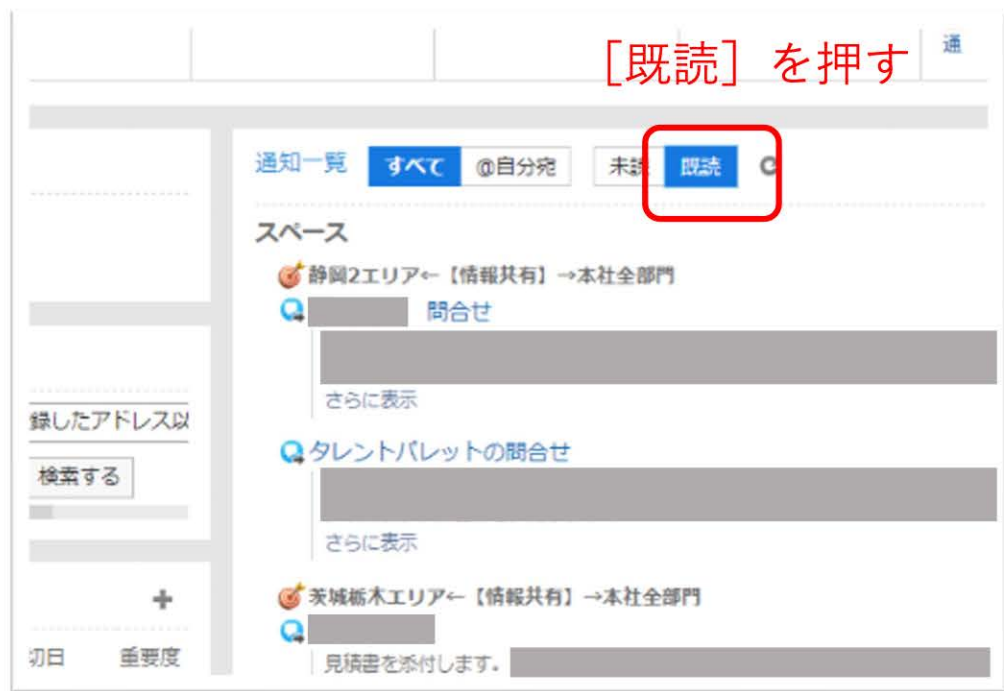 ［既読］を押す
通
通知一覧 すべて @自分宛 未読 既読
スペース
静岡2エリア←【情報共有】→本社全部門
問合せ
さらに表示
タレントパレットの問合せ
さらに表示
茨城栃木エリア←【情報共有】→本社全部門
見積書を添付します。
録したアドレス以
検索する
切日 重要度